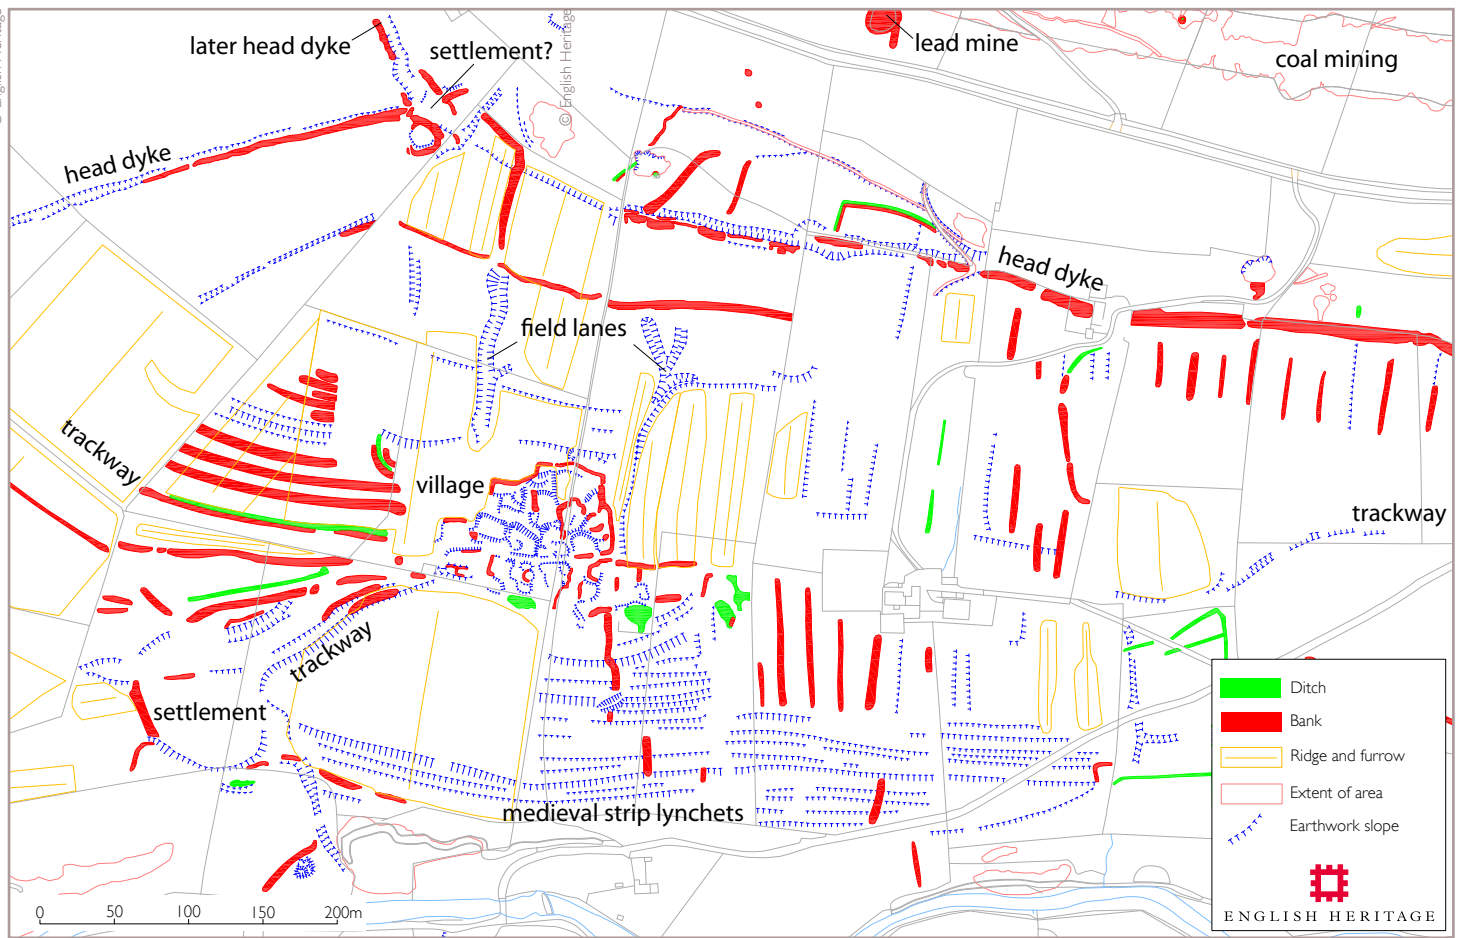 © English Heritage
© English Heritage
later head dyke
settlement?
lead mine
coal mining
head dyke
head dyke
field lanes
trackway
village
trackway
trackway
settlement
medieval strip lynchets
Ditch
Bank
Ridge and furrow
Extent of area
Earthwork slope
ENGLISH HERITAGE
0 50 100 150 200m